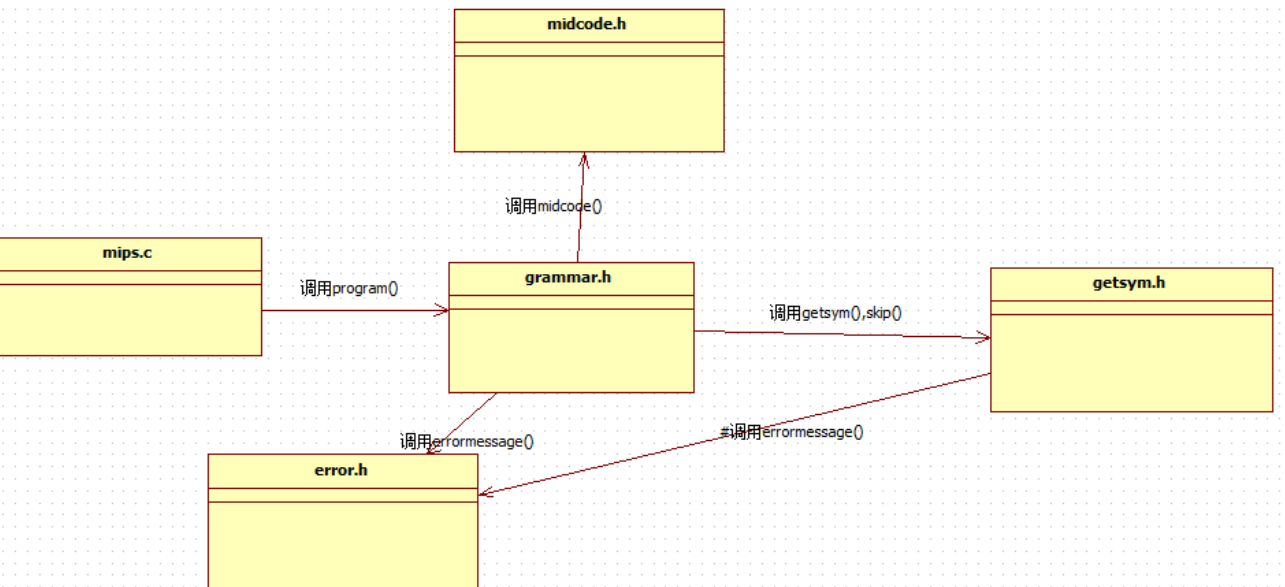 midcode.h
调用midcode()
mips.c
调用program()
grammar.h
调用getsym(),skip()
getsym.h
调用errormessage()
#调用errormessage()
error.h